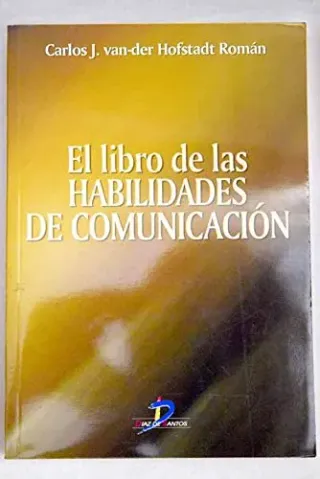 Carlos J. van-der Hofstadt Román
El libro de las
HABILIDADES
DE COMUNICACIÓN
DIAZ DE SANTOS